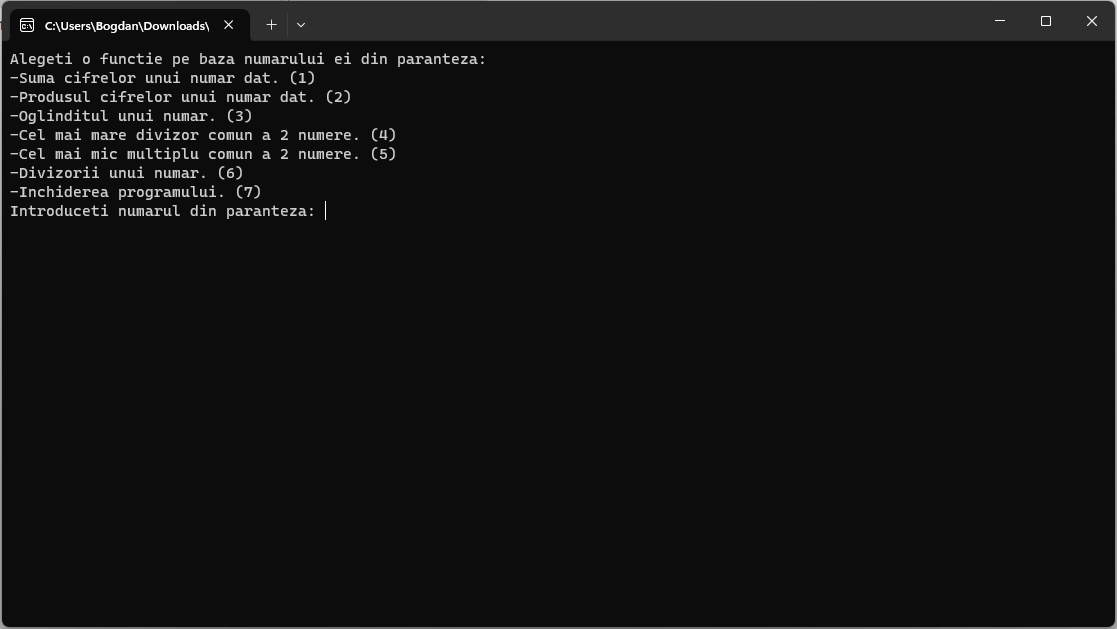 C:\Users\Bogdan\Downloads\
Alegeti o functie pe baza numarului ei din paranteza:
-Suma cifrelor unui numar dat. (1)
-Produsul cifrelor unui numar dat. (2)
-Oglinditul unui numar. (3)
-Cel mai mare divizor comun a 2 numere. (4)
-Cel mai mic multiplu comun a 2 numere. (5)
-Divizorii unui numar. (6)
-Inchiderea programului. (7)
Introduceti numarul din paranteza: